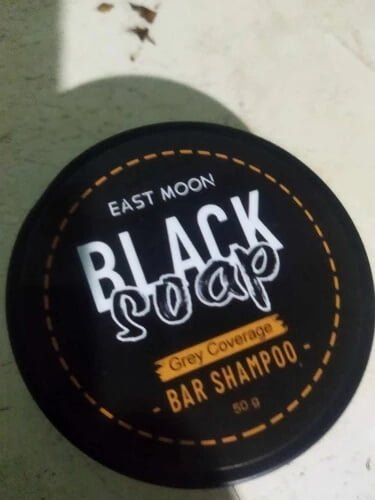 EAST MOON
BLACK
soap
Grey Coverage
- BAR SHAMPOO -
50 g